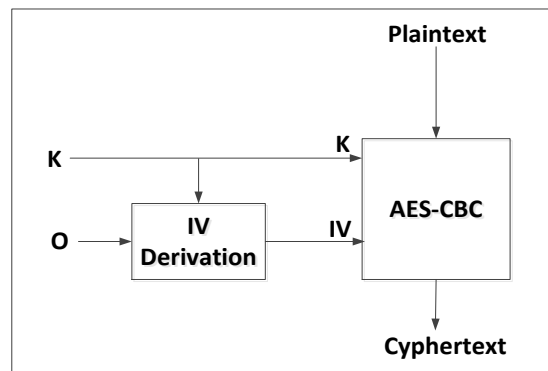 Plaintext
K
K
AES-CBC
IV
Derivation
O
IV
Cyphertext